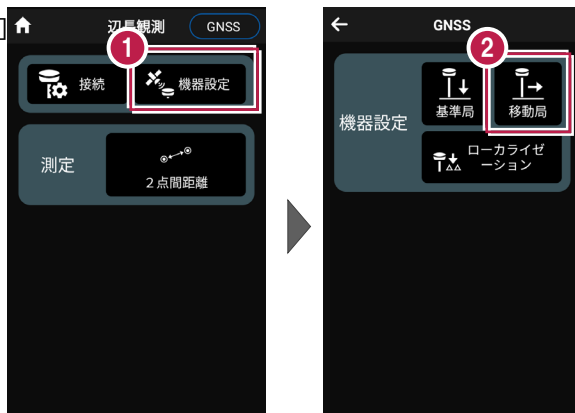 辺長観測
GNSS
1
接続
機器設定
測定
2点間距離
GNSS
2
機器設定
基準局
移動局
ローカライゼ
ーション